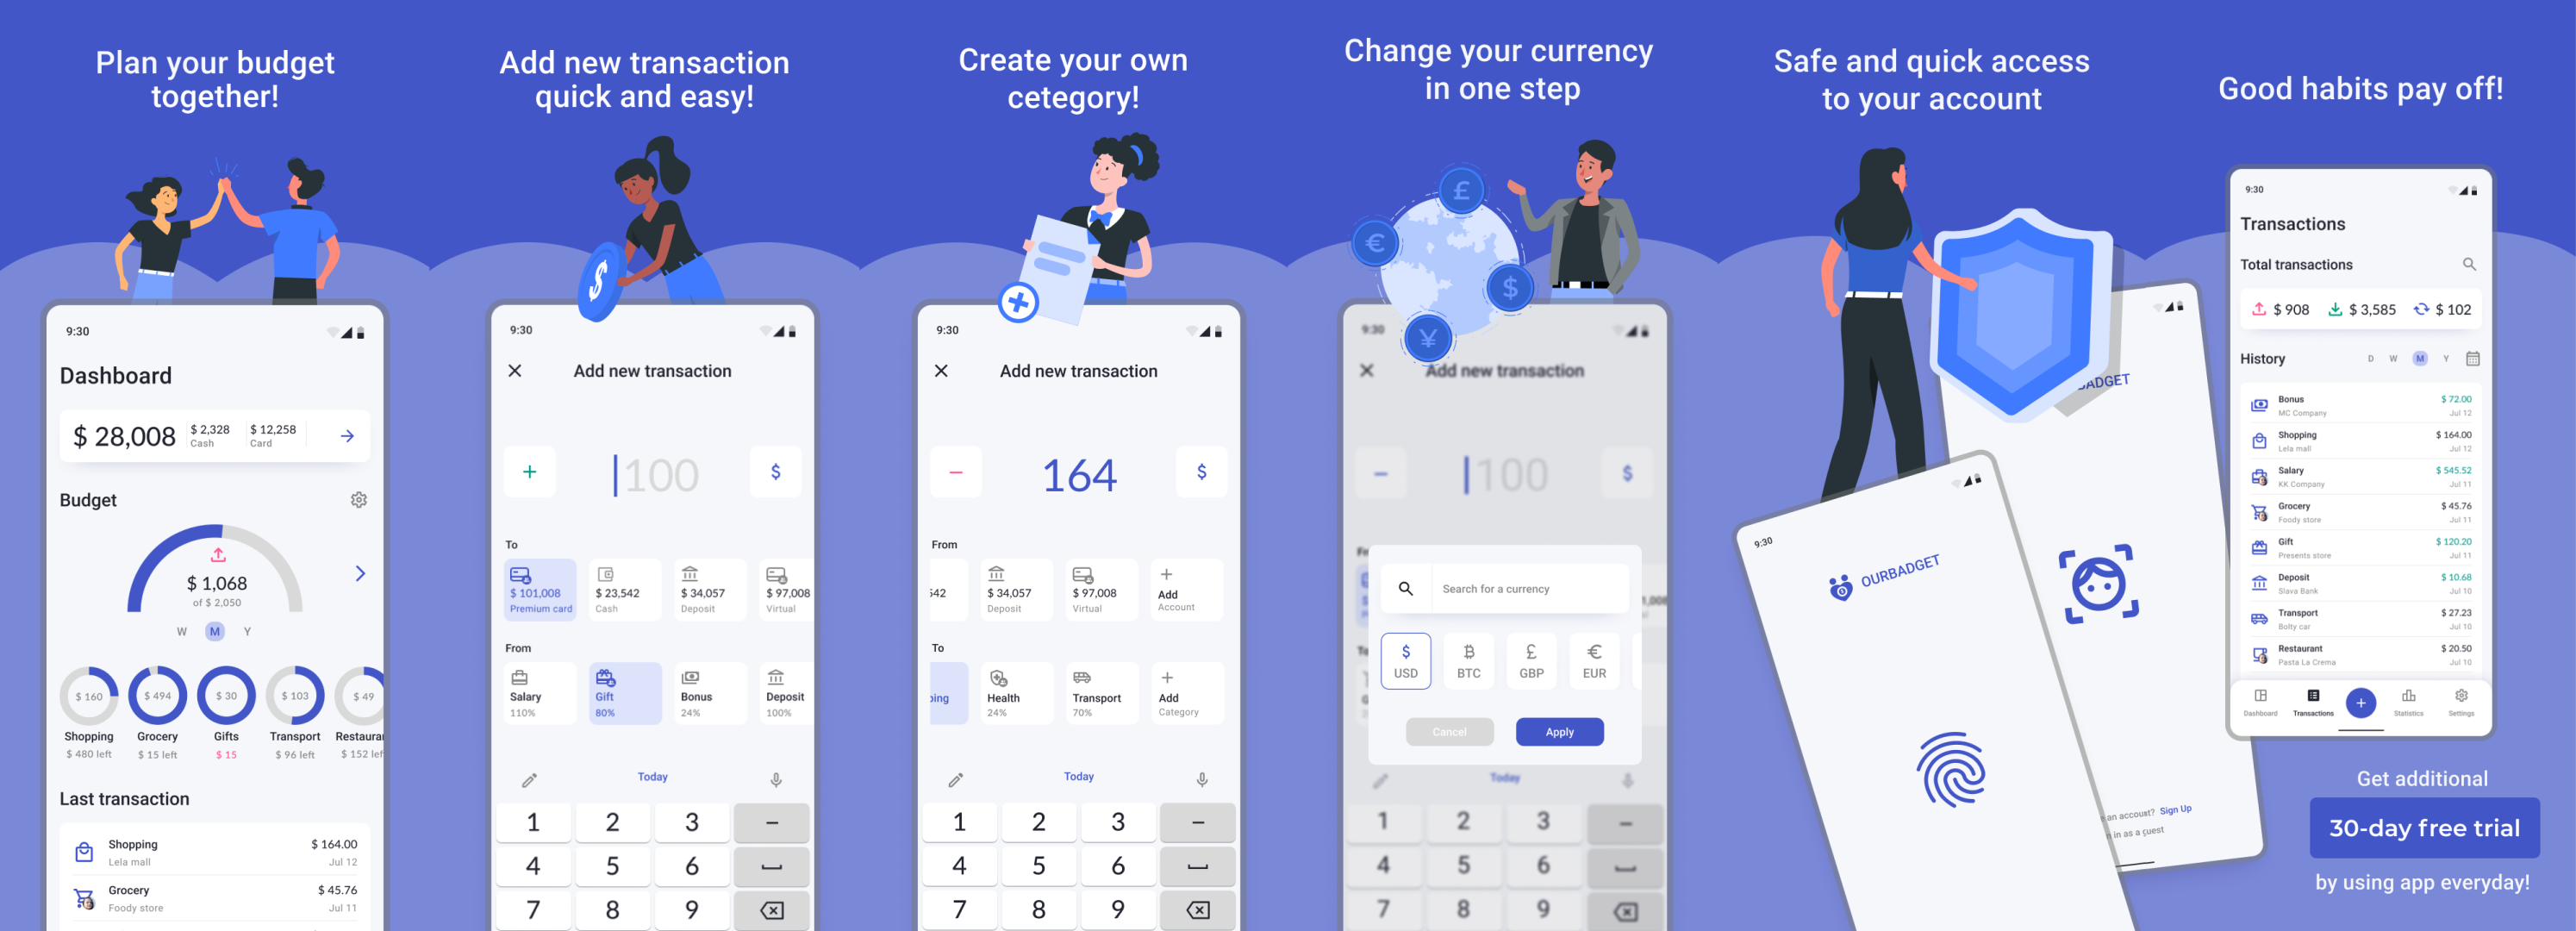 Plan your budget
together!
9:30
Dashboard
$ 28,008
$ 2,328
Cash
$ 12,258
Card
Budget
$ 1,068
of $ 2,050
W M Y
$ 160 $ 494 $ 30 $ 103 $ 49
Shopping Grocery Gifts Transport Restaura
$ 480 left $ 15 left $ 15 $ 96 left $ 152 lef
Last transaction
Shopping $ 164.00
Lela mall Jul 12
Grocery $ 45.76
Foody store Jul 11
Add new transaction
quick and easy!
$
9:30
Add new transaction
+ 100 $
To
$ 101,008 $ 23,542 $ 34,057 $ 97,008
Premium card Cash Deposit Virtual
From
Salary Gift Bonus Deposit
110% 80% 24% 100%
Today
1 2 3 –
4 5 6
7 8 9
Create your own
cetegory!
9:30
Add new transaction
– 164 $
From
542 $ 34,057 $ 97,008 Add
Deposit Virtual Account
To
ping Health Transport Add
24% 70% Category
Today
1 2 3 –
4 5 6
7 8 9
Change your currency
in one step
£
€
$
¥
9:30
Add new transaction
– 100 $
Search for a currency
$ ₿ £ €
USD BTC GBP EUR
Cancel Apply
Today
1 2 3 –
4 5 6
7 8 9
Safe and quick access
to your account
ADGET
9:30
OURBADGET
an account? Sign Up
in as a guest
Good habits pay off!
9:30
Transactions
Total transactions
$ 908 $ 3,585 $ 102
History D W M Y
Bonus $ 72.00
MC Company Jul 12
Shopping $ 164.00
Lela mall Jul 12
Salary $ 545.52
KK Company Jul 11
Grocery $ 45.76
Foody store Jul 11
Gift $ 120.20
Presents store Jul 11
Deposit $ 10.68
Slava Bank Jul 10
Transport $ 27.23
Bolty car Jul 10
Restaurant $ 20.50
Pasta La Crema Jul 10
Dashboard Transactions + Statistics Settings
Get additional
30-day free trial
by using app everyday!